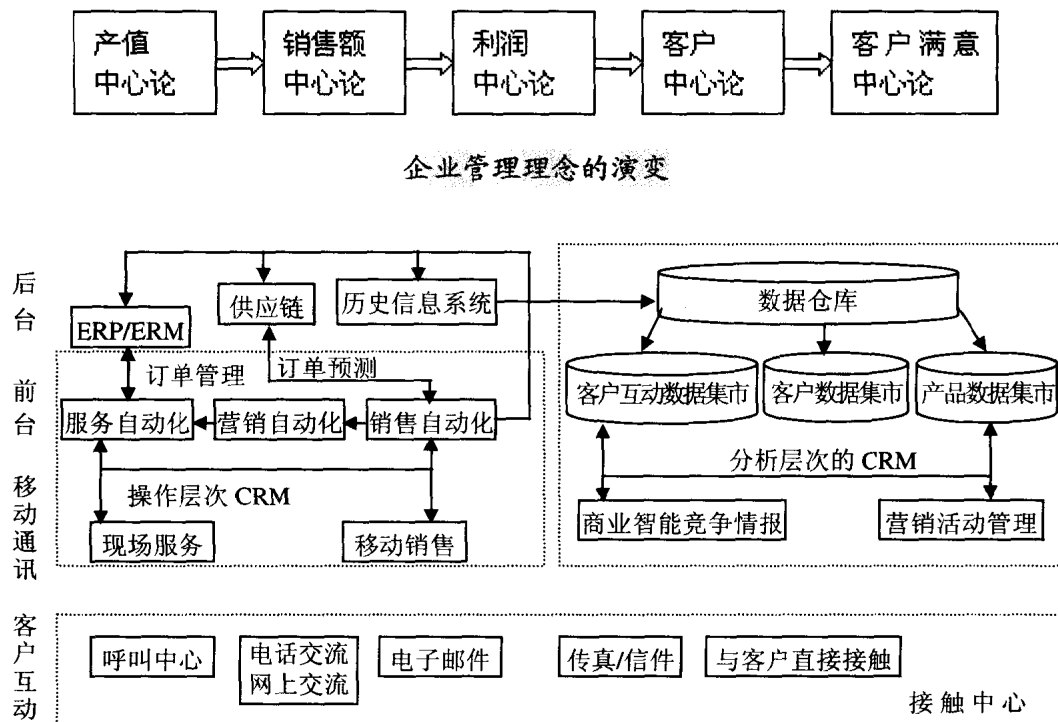 产值
中心论
销售额
中心论
利润
中心论
客户
中心论
客户满意
中心论
企业管理理念的演变
后台
ERP/ERM
供应链
历史信息系统
数据仓库
前台
订单管理
订单预测
服务自动化
营销自动化
销售自动化
客户互动数据集市
客户数据集市
产品数据集市
移动通讯
操作层次 CRM
现场服务
移动销售
分析层次的 CRM
商业智能竞争情报
营销活动管理
客户互动
呼叫中心
电话交流
网上交流
电子邮件
传真/信件
与客户直接接触
接触中心